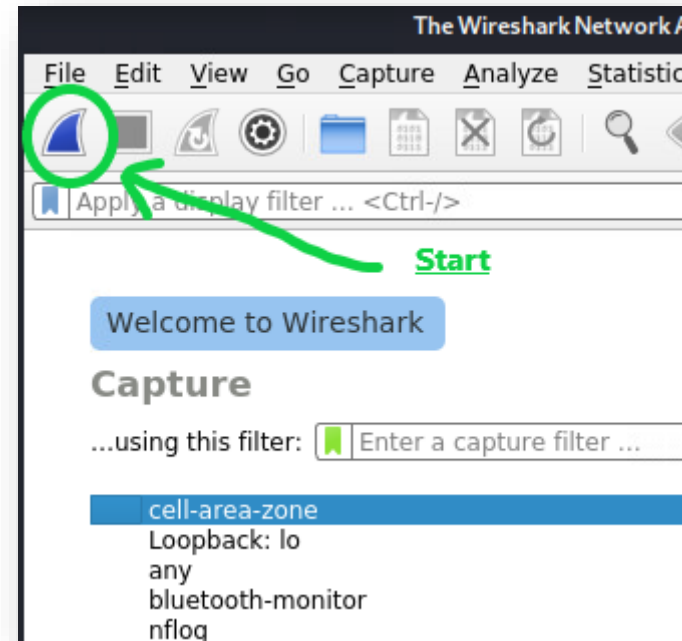 The Wireshark Network A
File Edit View Go Capture Analyze Statistic
Apply a display filter ... <Ctrl-/>
Start
Welcome to Wireshark
Capture
...using this filter: Enter a capture filter ...
cell-area-zone
Loopback: lo
any
bluetooth-monitor
nflog